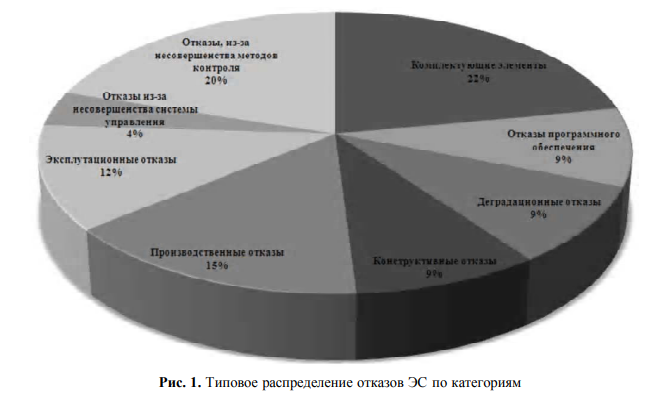 Отказы, из-за
несовершенства методов
контроля
20%
Комплектующие элементы
22%
Отказы из-за
несовершенства системы
управления
4%
Отказы программного
обеспечения
9%
Эксплутационные отказы
12%
Деградационные отказы
9%
Производственные отказы
15%
Конструктивные отказы
9%
Рис. 1. Типовое распределение отказов ЭС по категориям